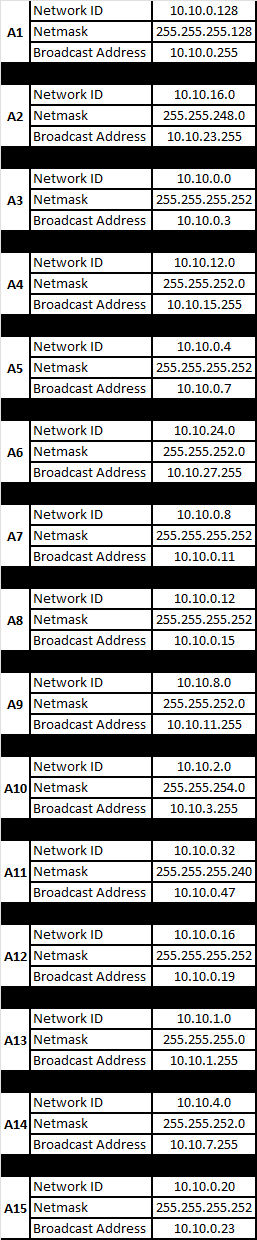 A1
Network ID 10.10.0.128
Netmask 255.255.255.128
Broadcast Address 10.10.0.255
A2
Network ID 10.10.16.0
Netmask 255.255.248.0
Broadcast Address 10.10.23.255
A3
Network ID 10.10.0.0
Netmask 255.255.255.252
Broadcast Address 10.10.0.3
A4
Network ID 10.10.12.0
Netmask 255.255.252.0
Broadcast Address 10.10.15.255
A5
Network ID 10.10.0.4
Netmask 255.255.255.252
Broadcast Address 10.10.0.7
A6
Network ID 10.10.24.0
Netmask 255.255.252.0
Broadcast Address 10.10.27.255
A7
Network ID 10.10.0.8
Netmask 255.255.255.252
Broadcast Address 10.10.0.11
A8
Network ID 10.10.0.12
Netmask 255.255.255.252
Broadcast Address 10.10.0.15
A9
Network ID 10.10.8.0
Netmask 255.255.252.0
Broadcast Address 10.10.11.255
A10
Network ID 10.10.2.0
Netmask 255.255.254.0
Broadcast Address 10.10.3.255
A11
Network ID 10.10.0.32
Netmask 255.255.255.240
Broadcast Address 10.10.0.47
A12
Network ID 10.10.0.16
Netmask 255.255.255.252
Broadcast Address 10.10.0.19
A13
Network ID 10.10.1.0
Netmask 255.255.255.0
Broadcast Address 10.10.1.255
A14
Network ID 10.10.4.0
Netmask 255.255.252.0
Broadcast Address 10.10.7.255
A15
Network ID 10.10.0.20
Netmask 255.255.255.252
Broadcast Address 10.10.0.23